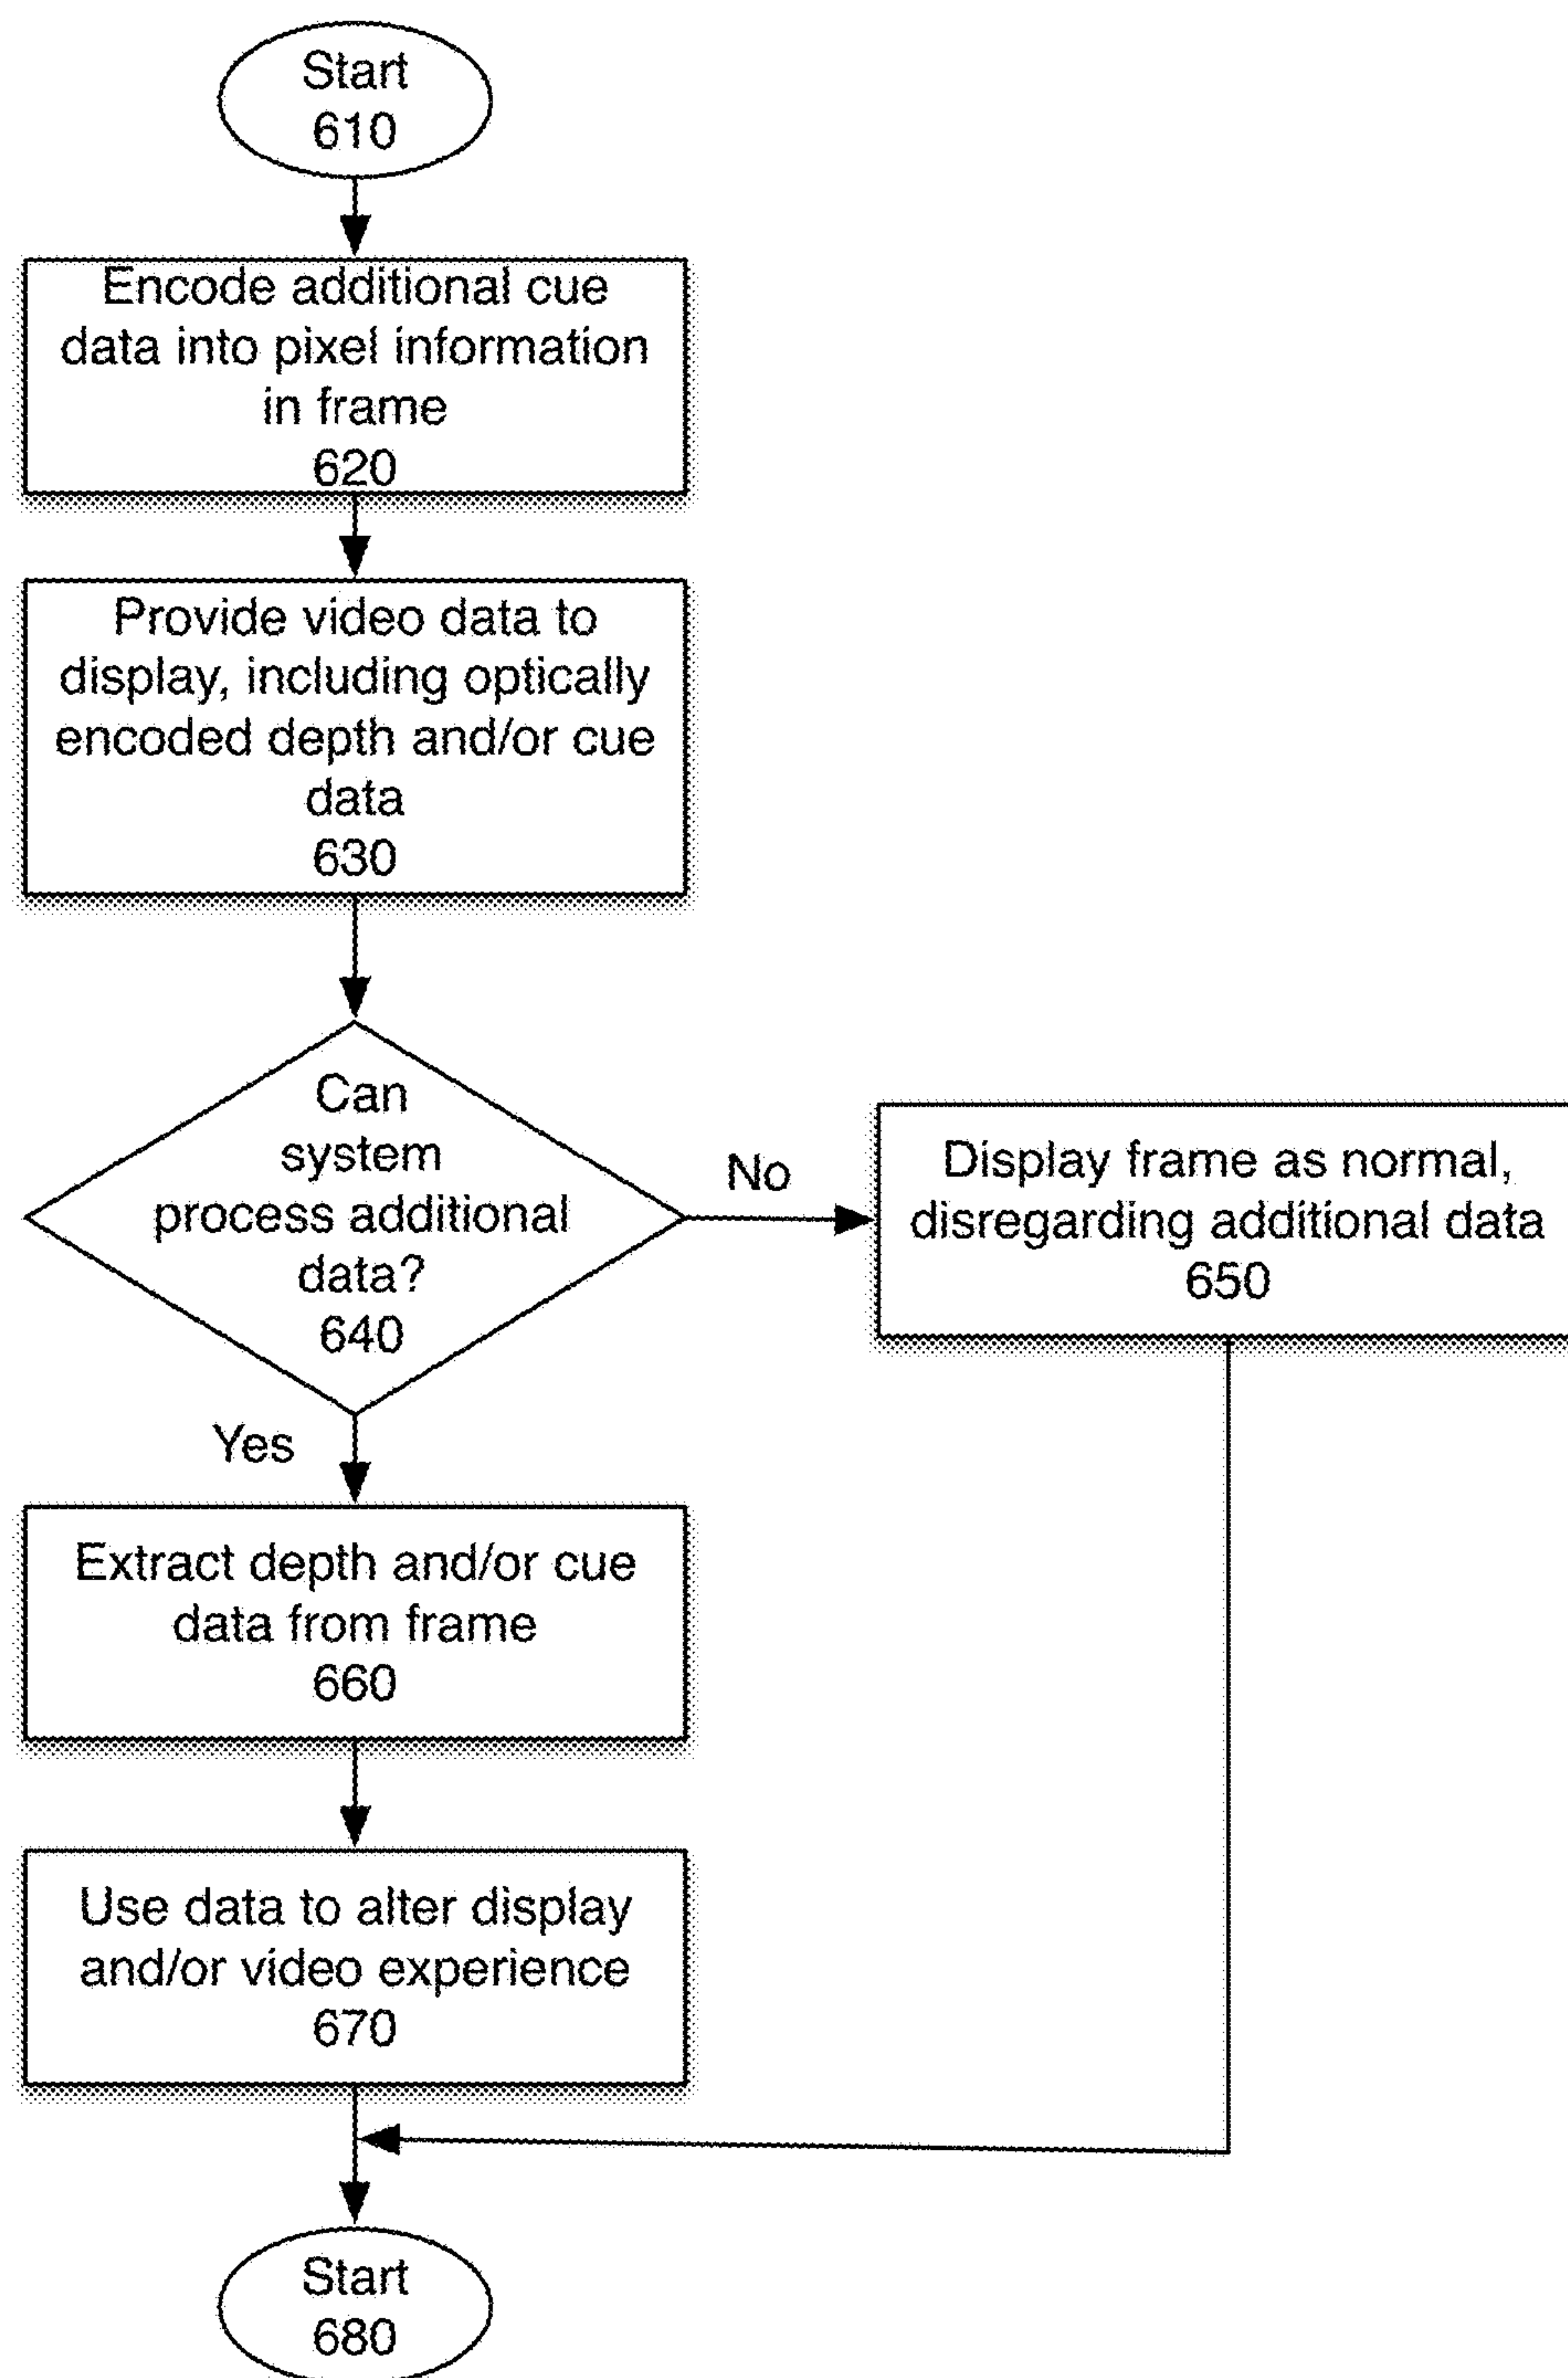 Start
610
Encode additional cue
data into pixel information
in frame
620
Provide video data to
display, including optically
encoded depth and/or cue
data
630
Can
system
process additional
data?
640
No
Display frame as normal,
disregarding additional data
650
Yes
Extract depth and/or cue
data from frame
660
Use data to alter display
and/or video experience
670
Start
680